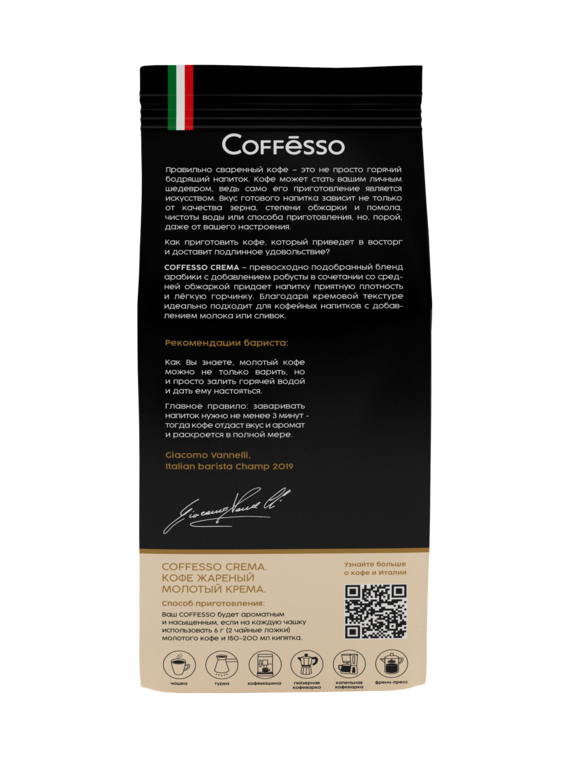 COFFĒSSO
Правильно сваренный кофе – это не просто горячий
бодрящий напиток. Кофе может стать вашим личным
шедевром, ведь само его приготовление является
искусством. Вкус готового напитка зависит не только
от качества зерна, степени обжарки и помола,
чистоты воды или способа приготовления, но, порой,
даже от вашего настроения.
Как приготовить кофе, который приведет в восторг
и доставит подлинное удовольствие?
COFFESSO CREMA – превосходно подобранный бленд
арабики с добавлением робусты в сочетании со сред-
ней обжаркой придает напитку приятную плотность
и лёгкую горчинку. Благодаря кремовой текстуре
идеально подходит для кофейных напитков с добав-
лением молока или сливок.
Рекомендации бариста:
Как Вы знаете, молотый кофе
можно не только варить, но
и просто залить горячей водой
и дать ему настояться.
Главное правило: заваривать
напиток нужно не менее 3 минут -
тогда кофе отдаст вкус и аромат
и раскроется в полной мере.
Giacomo Vannelli,
Italian barista Champ 2019
COFFESSO CREMA.
КОФЕ ЖАРЕНЫЙ
МОЛОТЫЙ КРЕМА.
Узнайте больше
о кофе и Италии
Способ приготовления:
Ваш COFFESSO будет ароматным
и насыщенным, если на каждую чашку
использовать 6 г (2 чайные ложки)
молотого кофе и 150-200 мл кипятка.
чашка турка кофемашина гейзерная кофеварка капельная кофеварка френч-пресс